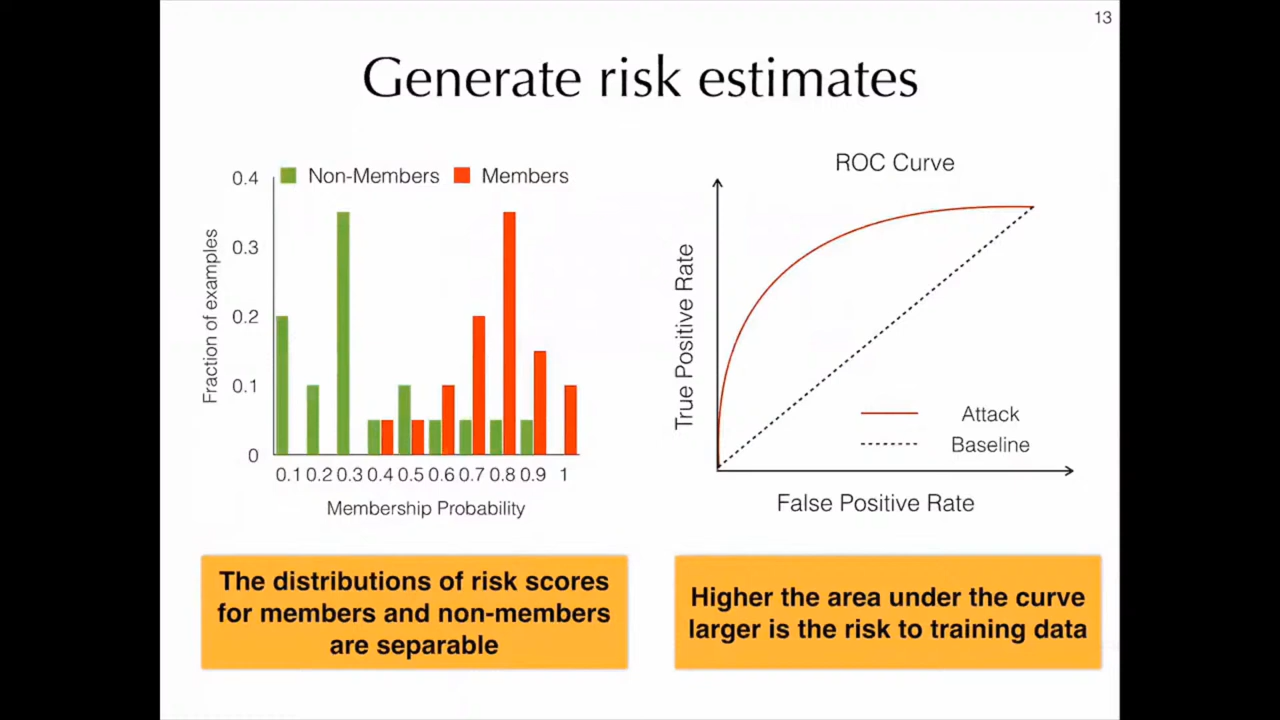 13
Generate risk estimates
Non-Members
Members
0.4
0.3
0.2
0.1
0
Fraction of examples
0.1 0.2 0.3 0.4 0.5 0.6 0.7 0.8 0.9 1
Membership Probability
ROC Curve
True Positive Rate
Attack
Baseline
False Positive Rate
The distributions of risk scores
for members and non-members
are separable
Higher the area under the curve
larger is the risk to training data